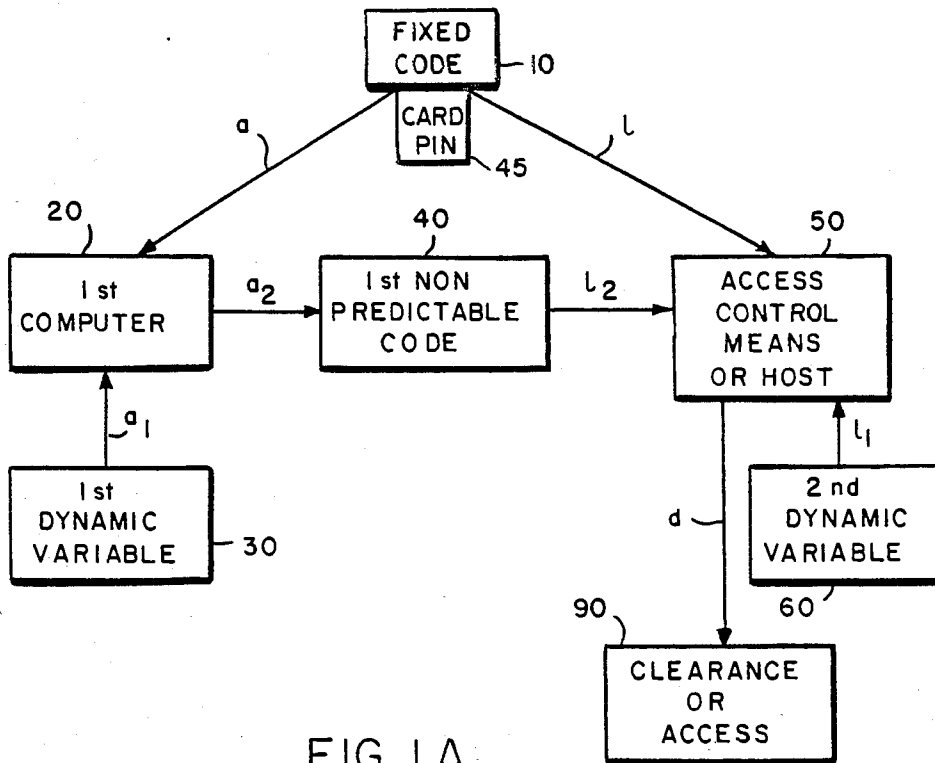 FIXED
CODE
10
CARD
PIN
45
a
l
20
40
50
1st
COMPUTER
a2
1st NON
PREDICTABLE
CODE
l2
ACCESS
CONTROL
MEANS
OR HOST
a1
l1
1st
DYNAMIC
VARIABLE
30
d
2nd
DYNAMIC
VARIABLE
60
90
CLEARANCE
OR
ACCESS
FIG. 1A